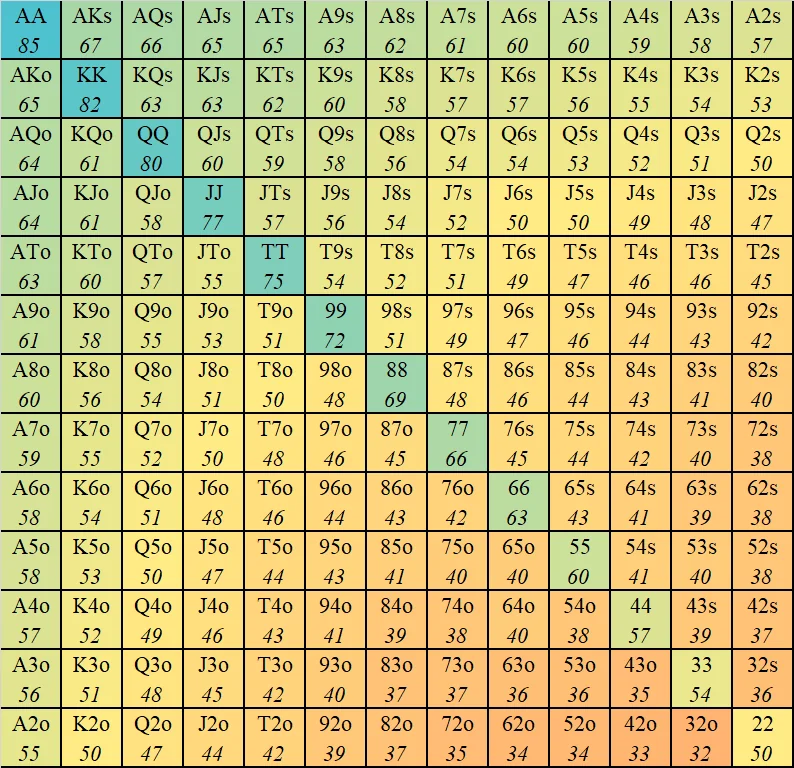 AA AKs AQs AJs ATs A9s A8s A7s A6s A5s A4s A3s A2s
85 67 66 65 65 63 62 61 60 60 59 58 57
AKo KK KQs KJs KTs K9s K8s K7s K6s K5s K4s K3s K2s
65 82 63 63 62 60 58 57 57 56 55 54 53
AQo KQo QQ QJs QTs Q9s Q8s Q7s Q6s Q5s Q4s Q3s Q2s
64 61 80 60 59 58 56 54 54 53 52 51 50
AJo KJo QJo JJ JTs J9s J8s J7s J6s J5s J4s J3s J2s
64 61 58 77 57 56 54 52 50 50 49 48 47
ATo KTo QTo JTo TT T9s T8s T7s T6s T5s T4s T3s T2s
63 60 57 55 75 54 52 51 49 47 46 46 45
A9o K9o Q9o J9o T9o 99 98s 97s 96s 95s 94s 93s 92s
61 58 55 53 51 72 51 49 47 46 44 43 42
A8o K8o Q8o J8o T8o 98o 88 87s 86s 85s 84s 83s 82s
60 56 54 51 50 48 69 48 46 44 43 41 40
A7o K7o Q7o J7o T7o 97o 87o 77 76s 75s 74s 73s 72s
59 55 52 50 48 46 45 66 45 44 42 40 38
A6o K6o Q6o J6o T6o 96o 86o 76o 66 65s 64s 63s 62s
58 54 51 48 46 44 43 42 63 43 41 39 38
A5o K5o Q5o J5o T5o 95o 85o 75o 65o 55 54s 53s 52s
58 53 50 47 44 43 41 40 40 60 41 40 38
A4o K4o Q4o J4o T4o 94o 84o 74o 64o 54o 44 43s 42s
57 52 49 46 43 41 39 38 40 38 57 39 37
A3o K3o Q3o J3o T3o 93o 83o 73o 63o 53o 43o 33 32s
56 51 48 45 42 40 37 37 36 36 35 54 36
A2o K2o Q2o J2o T2o 92o 82o 72o 62o 52o 42o 32o 22
55 50 47 44 42 39 37 35 34 34 33 32 50